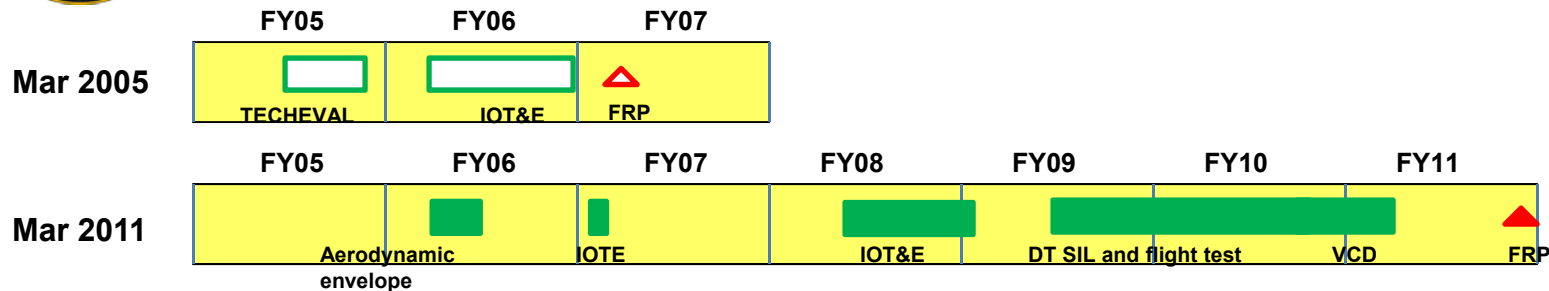 FY05 FY06 FY07
Mar 2005
TECHEVAL IOT&E FRP
FY05 FY06 FY07 FY08 FY09 FY10 FY11
Mar 2011
Aerodynamic envelope IOTE IOT&E DT SIL and flight test VCD FRP